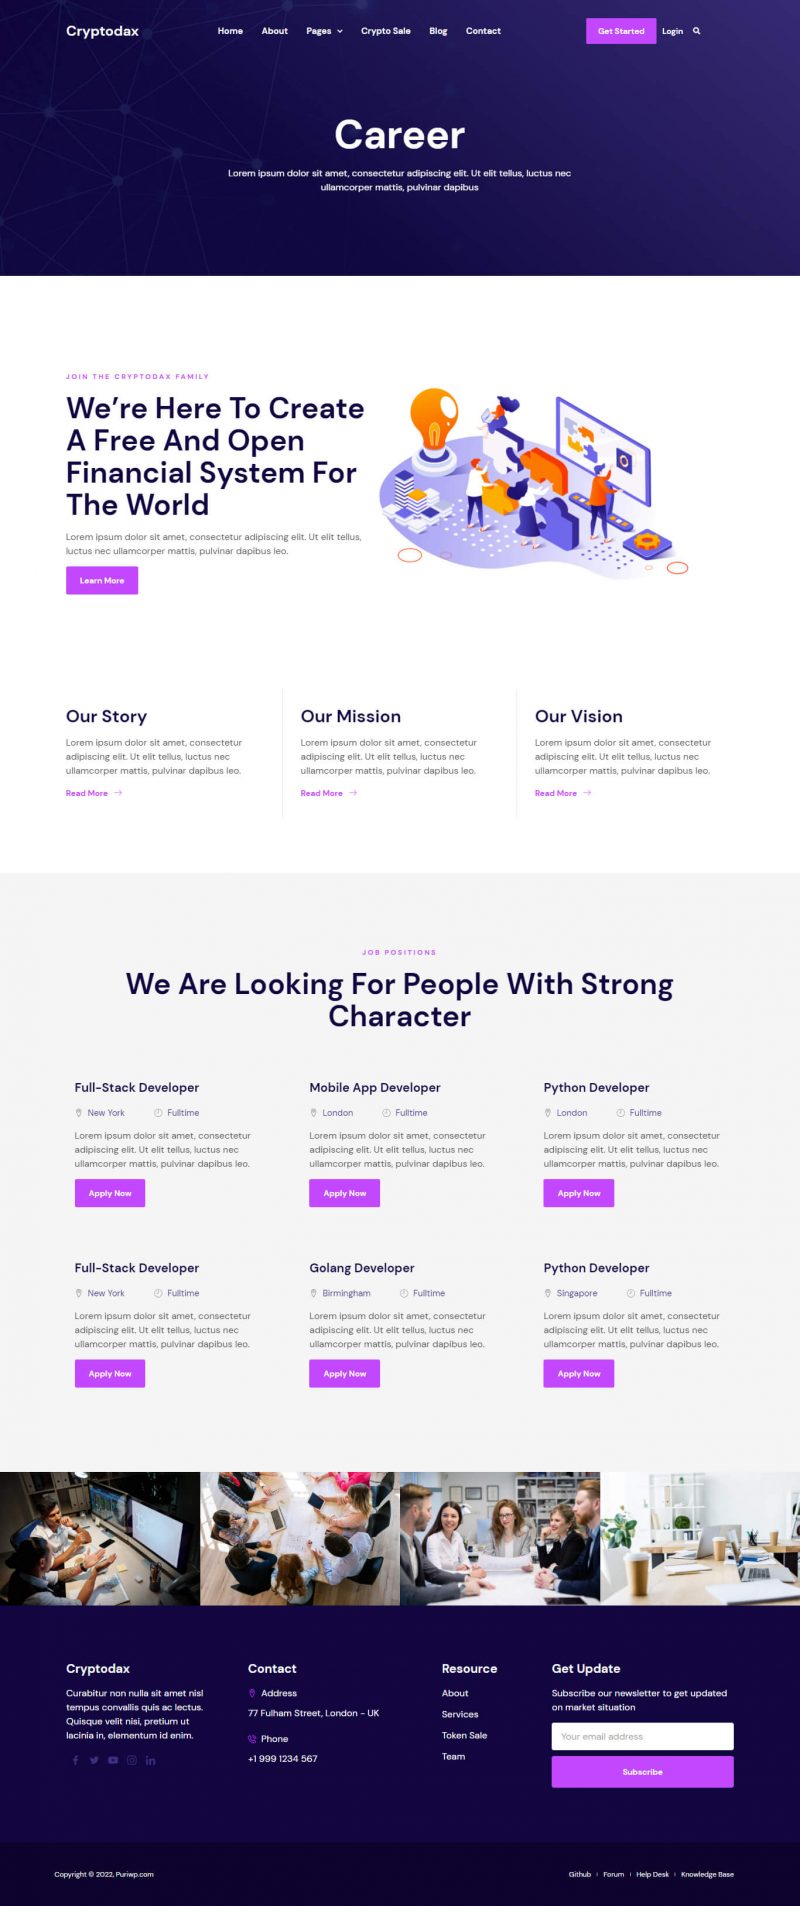 Cryptodax
Home About Pages Crypto Sale Blog Contact
Get Started Login
Career
Lorem ipsum dolor sit amet, consectetur adipiscing elit. Ut elit tellus, luctus nec
ullamcorper mattis, pulvinar dapibus
JOIN THE CRYPTODAX FAMILY
We're Here To Create
A Free And Open
Financial System For
The World
Lorem ipsum dolor sit amet, consectetur adipiscing elit. Ut elit tellus,
luctus nec ullamcorper mattis, pulvinar dapibus leo.
Learn More
Our Story
Lorem ipsum dolor sit amet, consectetur
adipiscing elit. Ut elit tellus, luctus nec
ullamcorper mattis, pulvinar dapibus leo.
Read More →
Our Mission
Lorem ipsum dolor sit amet, consectetur
adipiscing elit. Ut elit tellus, luctus nec
ullamcorper mattis, pulvinar dapibus leo.
Read More →
Our Vision
Lorem ipsum dolor sit amet, consectetur
adipiscing elit. Ut elit tellus, luctus nec
ullamcorper mattis, pulvinar dapibus leo.
Read More →
JOB POSITIONS
We Are Looking For People With Strong
Character
Full-Stack Developer
New York Fulltime
Lorem ipsum dolor sit amet, consectetur
adipiscing elit. Ut elit tellus, luctus nec
ullamcorper mattis, pulvinar dapibus leo.
Apply Now
Mobile App Developer
London Fulltime
Lorem ipsum dolor sit amet, consectetur
adipiscing elit. Ut elit tellus, luctus nec
ullamcorper mattis, pulvinar dapibus leo.
Apply Now
Python Developer
London Fulltime
Lorem ipsum dolor sit amet, consectetur
adipiscing elit. Ut elit tellus, luctus nec
ullamcorper mattis, pulvinar dapibus leo.
Apply Now
Full-Stack Developer
New York Fulltime
Lorem ipsum dolor sit amet, consectetur
adipiscing elit. Ut elit tellus, luctus nec
ullamcorper mattis, pulvinar dapibus leo.
Apply Now
Golang Developer
Birmingham Fulltime
Lorem ipsum dolor sit amet, consectetur
adipiscing elit. Ut elit tellus, luctus nec
ullamcorper mattis, pulvinar dapibus leo.
Apply Now
Python Developer
Singapore Fulltime
Lorem ipsum dolor sit amet, consectetur
adipiscing elit. Ut elit tellus, luctus nec
ullamcorper mattis, pulvinar dapibus leo.
Apply Now
Cryptodax
Curabitur non nulla sit amet nisl
tempus convallis quis ac lectus.
Quisque velit nisi, pretium ut
lacinia in, elementum id enim.
Contact
Address
77 Fulham Street, London - UK
Phone
+1 999 1234 567
Resource
About
Services
Token Sale
Team
Get Update
Subscribe our newsletter to get updated
on market situation
Your email address
Subscribe
Copyright © 2022, Puriwp.com
Github | Forum | Help Desk | Knowledge Base